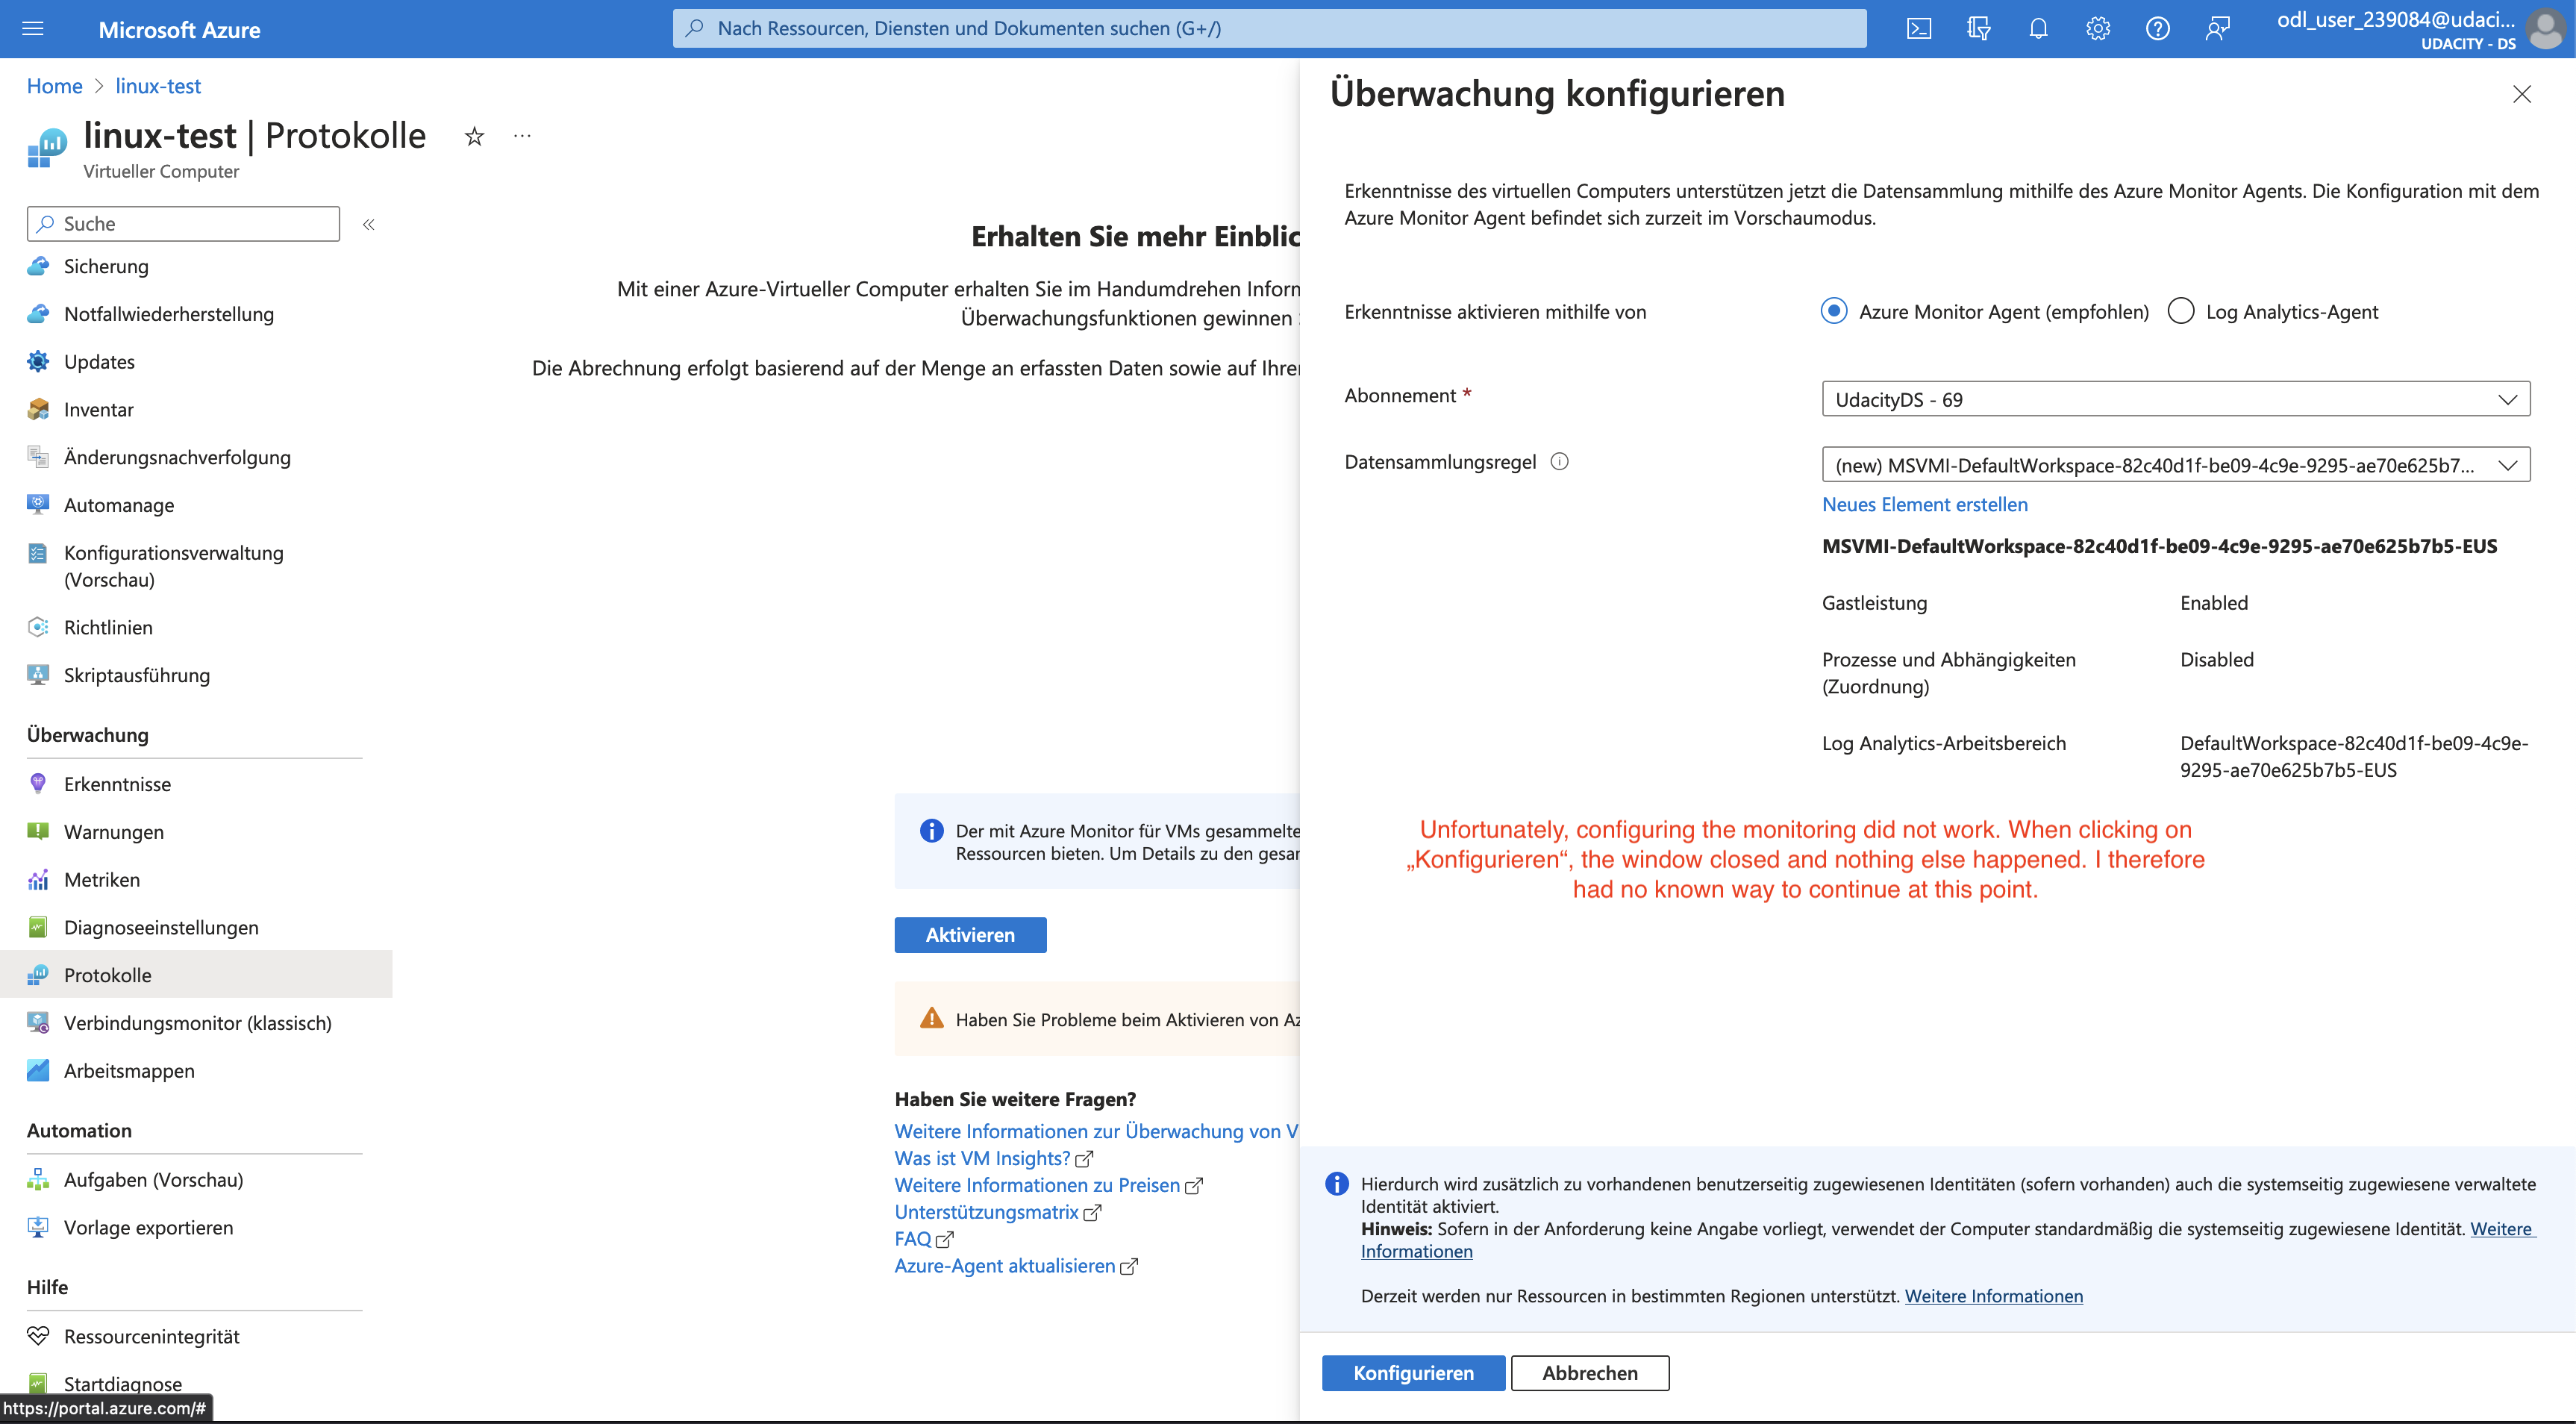 Microsoft Azure
Nach Ressourcen, Diensten und Dokumenten suchen (G+/)
odl_user_239084@udaci...
UDACITY - DS
Home > linux-test
linux-test | Protokolle
Virtueller Computer
Suche
Sicherung
Notfallwiederherstellung
Updates
Inventar
Änderungsnachverfolgung
Automanage
Konfigurationsverwaltung
(Vorschau)
Richtlinien
Skriptausführung
Überwachung
Erkenntnisse
Warnungen
Metriken
Diagnoseeinstellungen
Protokolle
Verbindungsmonitor (klassisch)
Arbeitsmappen
Automation
Aufgaben (Vorschau)
Vorlage exportieren
Hilfe
Ressourcenintegrität
Startdiagnose
https://portal.azure.com/#
Erhalten Sie mehr Einblic
Mit einer Azure-Virtueller Computer erhalten Sie im Handumdrehen Inform
Überwachungsfunktionen gewinnen
Die Abrechnung erfolgt basierend auf der Menge an erfassten Daten sowie auf Ihrer
Der mit Azure Monitor für VMs gesammelte
Ressourcen bieten. Um Details zu den gesar
Aktivieren
Haben Sie Probleme beim Aktivieren von Az
Haben Sie weitere Fragen?
Weitere Informationen zur Überwachung von V
Was ist VM Insights?
Weitere Informationen zu Preisen
Unterstützungsmatrix
FAQ
Azure-Agent aktualisieren
Überwachung konfigurieren
Erkenntnisse des virtuellen Computers unterstützen jetzt die Datensammlung mithilfe des Azure Monitor Agents. Die Konfiguration mit dem
Azure Monitor Agent befindet sich zurzeit im Vorschaumodus.
Erkenntnisse aktivieren mithilfe von
Azure Monitor Agent (empfohlen)
Log Analytics-Agent
Abonnement *
UdacityDS - 69
Datensammlungsregel
(new) MSVMI-DefaultWorkspace-82c40d1f-be09-4c9e-9295-ae70e625b7...
Neues Element erstellen
MSVMI-DefaultWorkspace-82c40d1f-be09-4c9e-9295-ae70e625b7b5-EUS
Gastleistung Enabled
Prozesse und Abhängigkeiten Disabled
(Zuordnung)
Log Analytics-Arbeitsbereich DefaultWorkspace-82c40d1f-be09-4c9e-
9295-ae70e625b7b5-EUS
Unfortunately, configuring the monitoring did not work. When clicking on
„Konfigurieren“, the window closed and nothing else happened. I therefore
had no known way to continue at this point.
Hierdurch wird zusätzlich zu vorhandenen benutzerseitig zugewiesenen Identitäten (sofern vorhanden) auch die systemseitig zugewiesene verwaltete
Identität aktiviert.
Hinweis: Sofern in der Anforderung keine Angabe vorliegt, verwendet der Computer standardmäßig die systemseitig zugewiesene Identität. Weitere
Informationen
Derzeit werden nur Ressourcen in bestimmten Regionen unterstützt. Weitere Informationen
Konfigurieren
Abbrechen